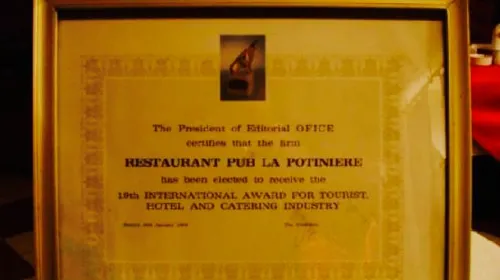 The President of Editorial OFICE
certifies that the firm
RESTAURANT PUB LA POTINIERE
has been elected to receive the
19th INTERNATIONAL AWARD FOR TOURIST,
HOTEL AND CATERING INDUSTRY
January